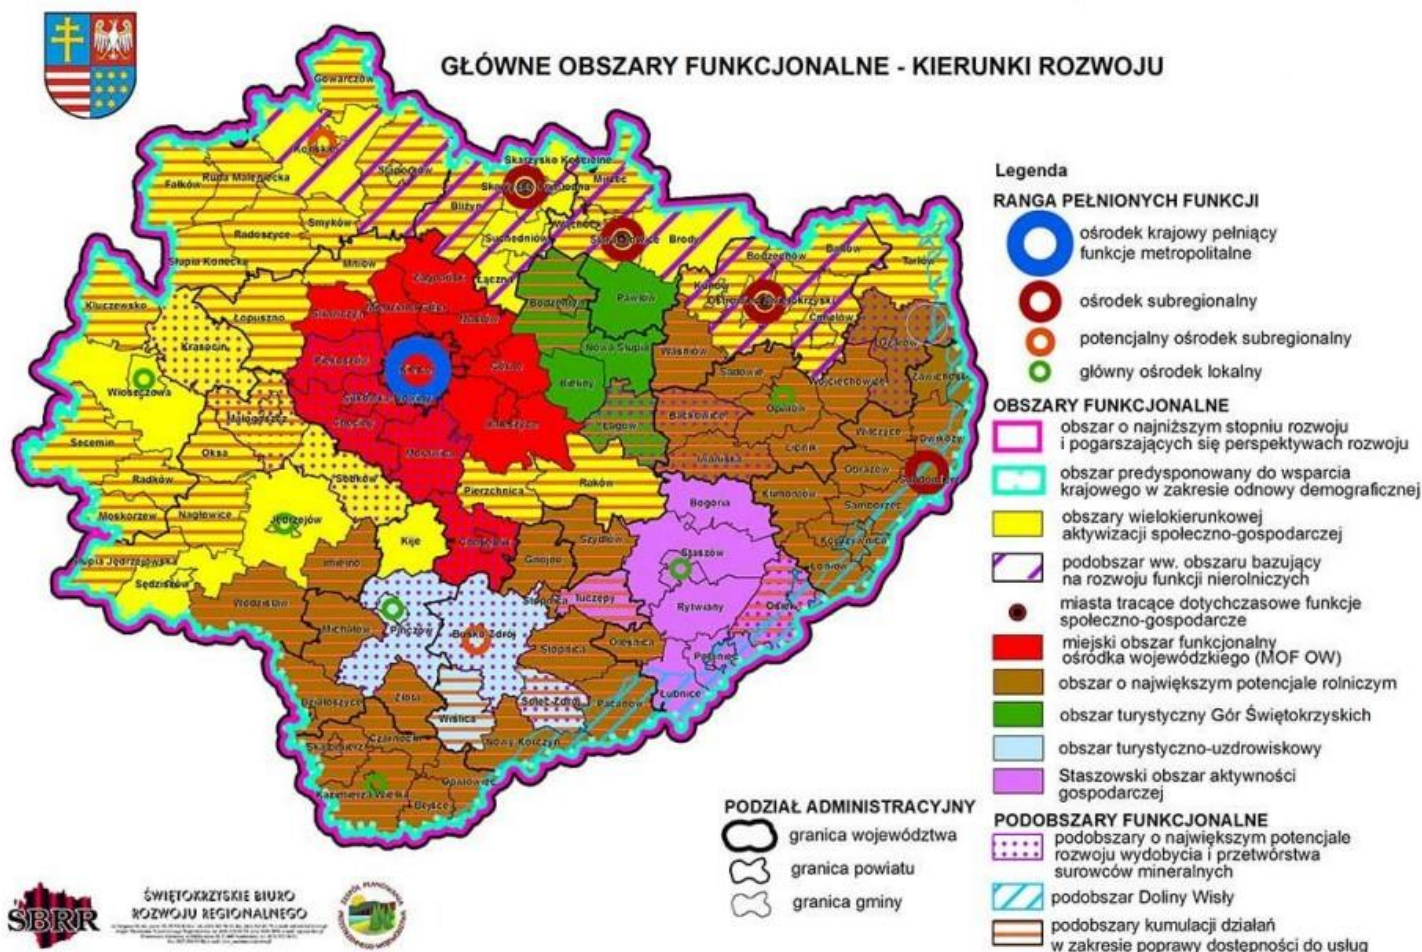 GŁÓWNE OBSZARY FUNKCJONALNE - KIERUNKI ROZWOJU
Gowarczów
Końskie
Skarżysko Kościelne
Stąporków
Ruda Maleniecka
Fałków
Mirzec
Bliżyn
Smyków
Radoszyce
Suchedniów
Brody
Bodzechów
Bałtów
Tarłów
Słupia Konecka
Mniów
Łączna
Kunów
Bodzentyn
Pawłów
Ostrowiec Świętokrzyski
Ćmielów
Kluczewsko
Łopuszno
Krasocin
Nowa Słupia
Waśniów
Ożarów
Sadowie
Wojciechowice
Zawichost
Piekoszów
Górno
Bieliny
Włoszczowa
Opatów
Małogoszcz
Chęciny
Daleszyce
Łagów
Baćkowice
Wilczyce
Dwikozy
Secemin
Oksa
Morawica
Iwaniska
Lipnik
Obrazów
Sandomierz
Radków
Sobków
Pierzchnica
Raków
Klimontów
Samborzec
Moskorzew
Nagłowice
Jędrzejów
Bogoria
Koprzywnica
Kije
Szydłów
Staszów
Łoniów
Słupia Jędrzejowska
Imielno
Gnojno
Sędziszów
Wodzisław
Tuczępy
Rytwiany
Osiek
Michałów
Pińczów
Busko Zdrój
Stopnica
Oleśnica
Połaniec
Łubnice
Działoszyce
Złota
Wiślica
Solec Zdrój
Pacanów
Skalbmierz
Czarnocin
Nowy Korczyn
Kazimierza Wielka
Opatowiec
Bejsce
Legenda
RANGA PEŁNIONYCH FUNKCJI
ośrodek krajowy pełniący
funkcje metropolitalne
ośrodek subregionalny
potencjalny ośrodek subregionalny
główny ośrodek lokalny
OBSZARY FUNKCJONALNE
obszar o najniższym stopniu rozwoju
i pogarszających się perspektywach rozwoju
obszar predysponowany do wsparcia
krajowego w zakresie odnowy demograficznej
obszary wielokierunkowej
aktywizacji społeczno-gospodarczej
podobszar ww. obszaru bazujący
na rozwoju funkcji nierolniczych
miasta tracące dotychczasowe funkcje
społeczno-gospodarcze
miejski obszar funkcjonalny
ośrodka wojewódzkiego (MOF OW)
obszar o największym potencjale rolniczym
obszar turystyczny Gór Świętokrzyskich
obszar turystyczno-uzdrowiskowy
Staszowski obszar aktywności
gospodarczej
PODOBSZARY FUNKCJONALNE
podobszary o największym potencjale
rozwoju wydobycia i przetwórstwa
surowców mineralnych
podobszar Doliny Wisły
podobszary kumulacji działań
w zakresie poprawy dostępności do usług
PODZIAŁ ADMINISTRACYJNY
granica województwa
granica powiatu
granica gminy
ŚBRR
ŚWIĘTOKRZYSKIE BIURO
ROZWOJU REGIONALNEGO